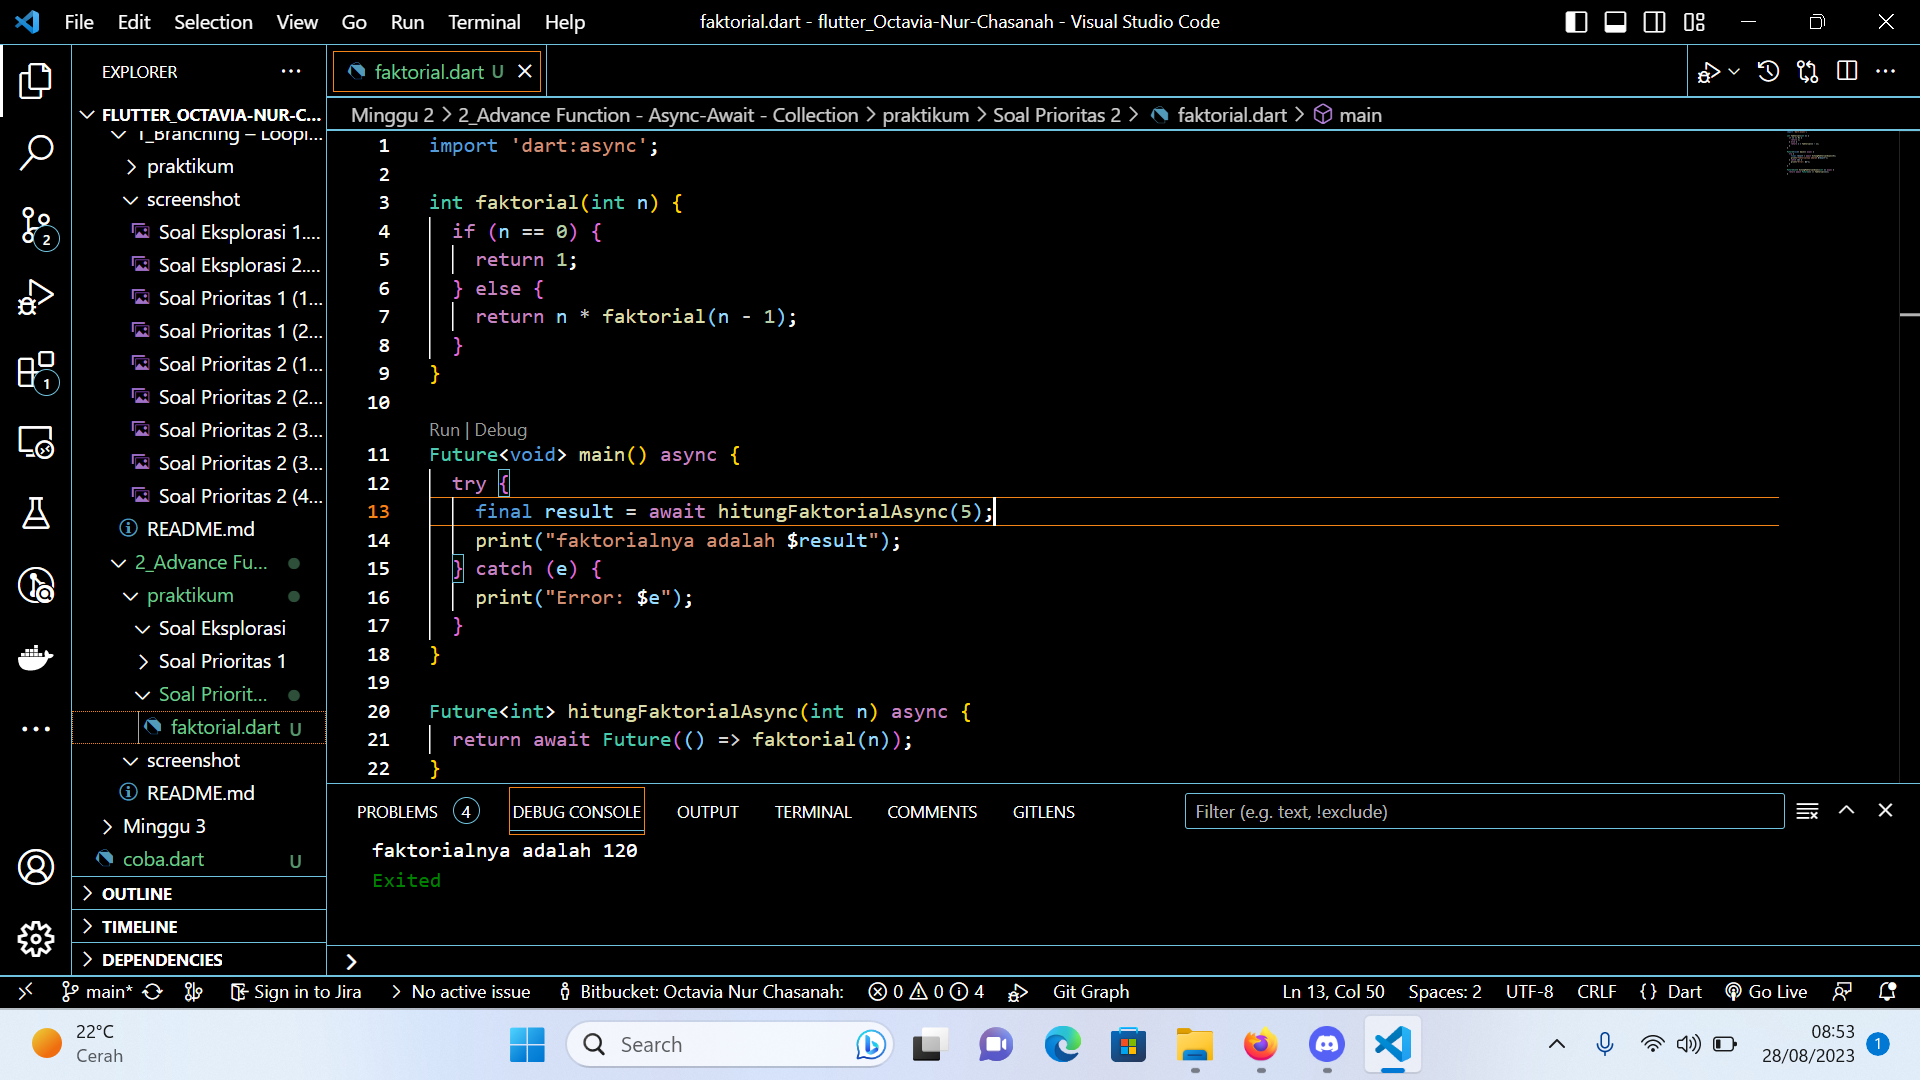 File Edit Selection View Go Run Terminal Help
faktorial.dart - flutter_Octavia-Nur-Chasanah - Visual Studio Code
EXPLORER
FLUTTER_OCTAVIA-NUR-C...
1_Branching – Loopi...
praktikum
screenshot
Soal Eksplorasi 1....
Soal Eksplorasi 2....
Soal Prioritas 1 (1...
Soal Prioritas 1 (2...
Soal Prioritas 2 (1...
Soal Prioritas 2 (2...
Soal Prioritas 2 (3...
Soal Prioritas 2 (3...
Soal Prioritas 2 (4...
README.md
2_Advance Fu...
praktikum
Soal Eksplorasi
Soal Prioritas 1
Soal Priorit...
faktorial.dart U
screenshot
README.md
Minggu 3
coba.dart U
OUTLINE
TIMELINE
DEPENDENCIES
2
1
faktorial.dart U
Minggu 2 > 2_Advance Function - Async-Await - Collection > praktikum > Soal Prioritas 2 > faktorial.dart > main
1 import 'dart:async';
2
3 int faktorial(int n) {
4 if (n == 0) {
5 return 1;
6 } else {
7 return n * faktorial(n - 1);
8 }
9 }
10
Run | Debug
11 Future<void> main() async {
12 try {
13 final result = await hitungFaktorialAsync(5);
14 print("faktorialnya adalah $result");
15 } catch (e) {
16 print("Error: $e");
17 }
18 }
19
20 Future<int> hitungFaktorialAsync(int n) async {
21 return await Future(() => faktorial(n));
22 }
PROBLEMS 4 DEBUG CONSOLE OUTPUT TERMINAL COMMENTS GITLENS
Filter (e.g. text, !exclude)
faktorialnya adalah 120
Exited
main* Sign in to Jira No active issue Bitbucket: Octavia Nur Chasanah: 0 0 4 Git Graph
Ln 13, Col 50 Spaces: 2 UTF-8 CRLF {} Dart Go Live
22°C
Cerah
Search
08:53
28/08/2023
1